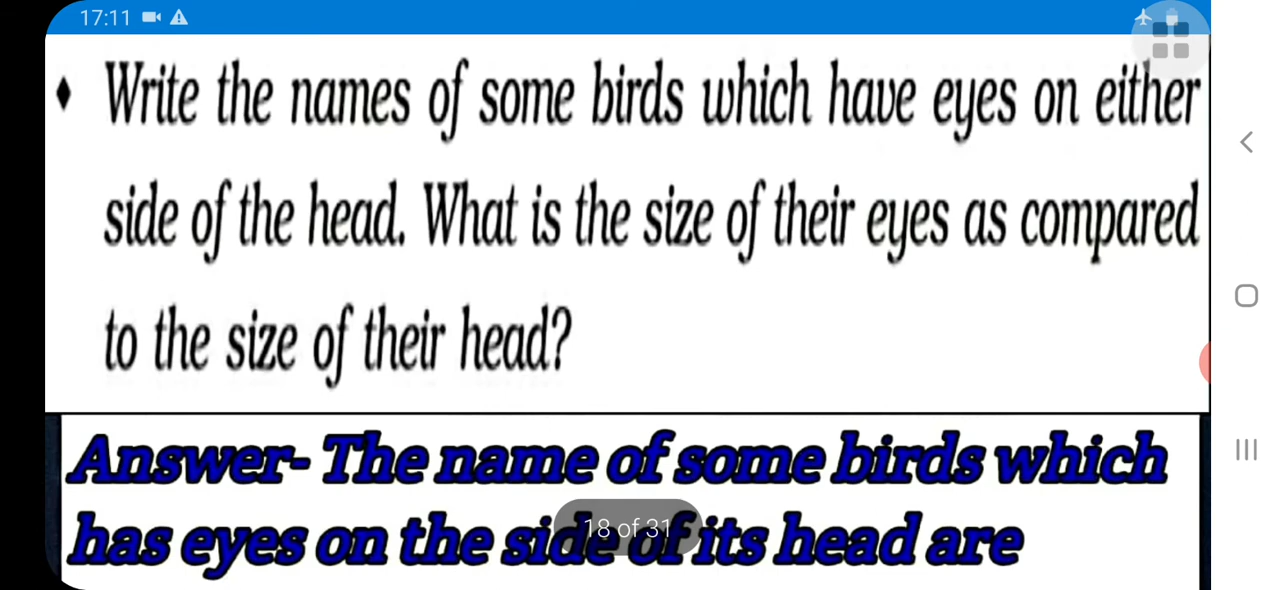 17:11
♦ Write the names of some birds which have eyes on either
side of the head. What is the size of their eyes as compared
to the size of their head?
Answer- The name of some birds which
has eyes on the side of its head are
18 of 31